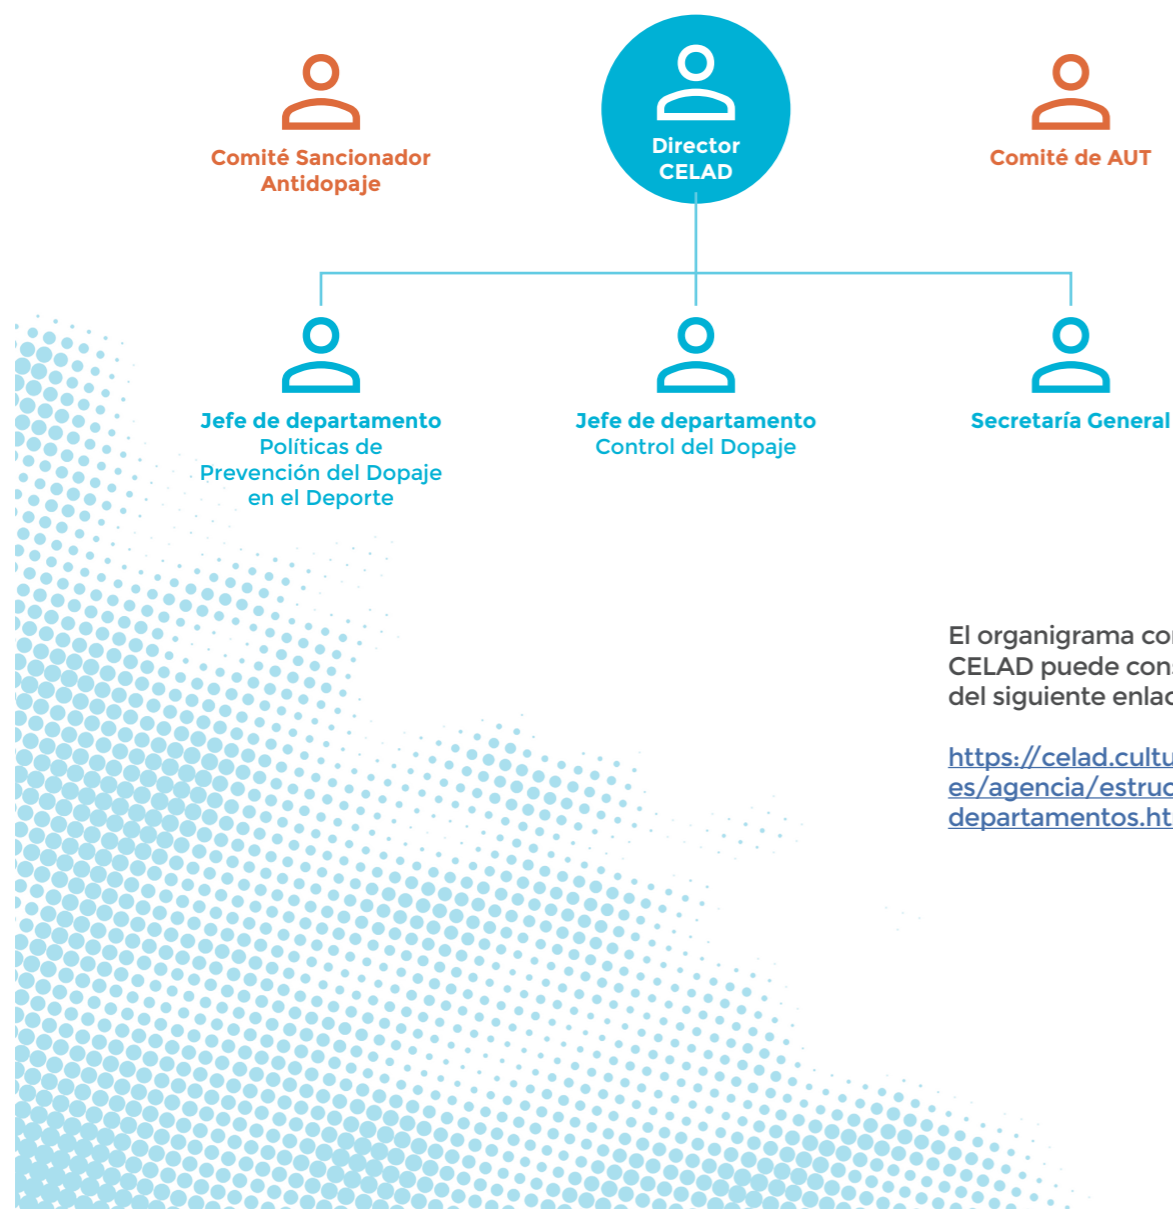 Comité Sancionador
Antidopaje
Director
CELAD
Comité de AUT
Jefe de departamento
Políticas de
Prevención del Dopaje
en el Deporte
Jefe de departamento
Control del Dopaje
Secretaría General
El organigrama
CELAD puede
del siguiente